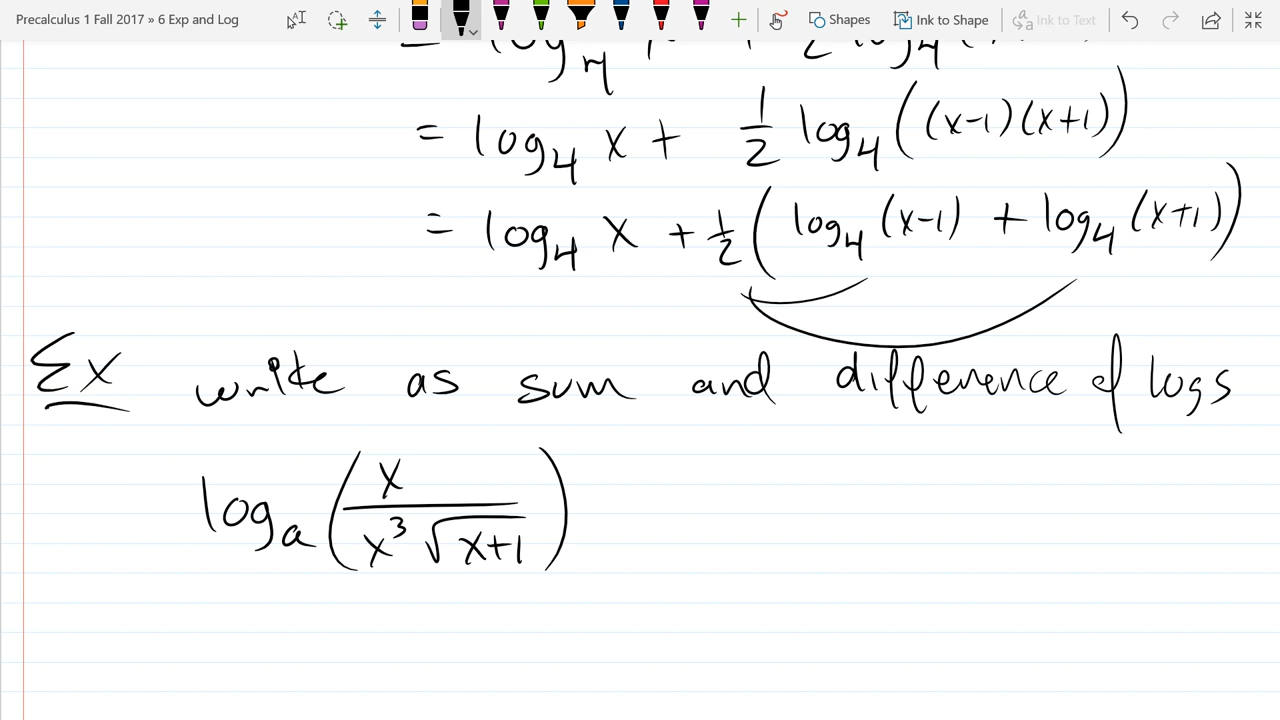 Precalculus 1 Fall 2017 » 6 Exp and Log
Shapes
Ink to Shape
Ink to Text
= log₄ x + 1/2 log₄((x-1)(x+1))
= log₄ x + 1/2(log₄(x-1) + log₄(x+1))
Ex write as sum and difference of logs
logₐ(x / (x³ √(x+1)))